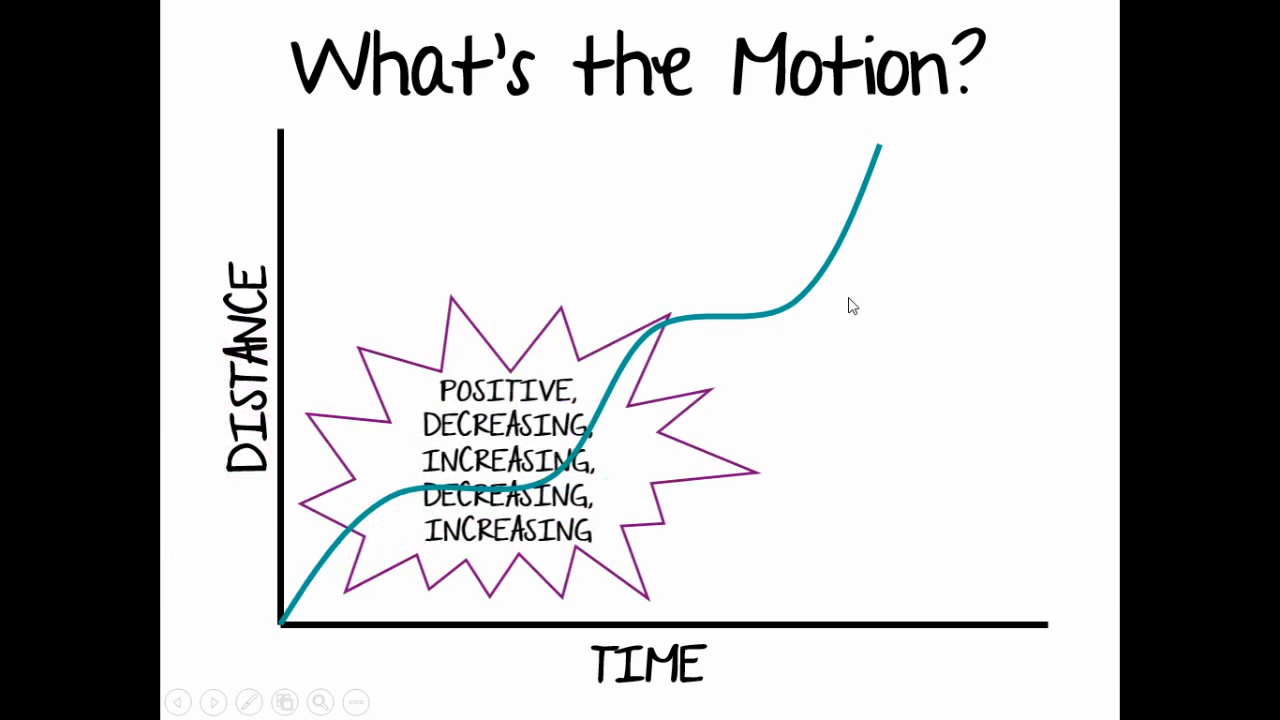 What's the Motion?
DISTANCE
POSITIVE,
DECREASING,
INCREASING,
DECREASING,
INCREASING
TIME